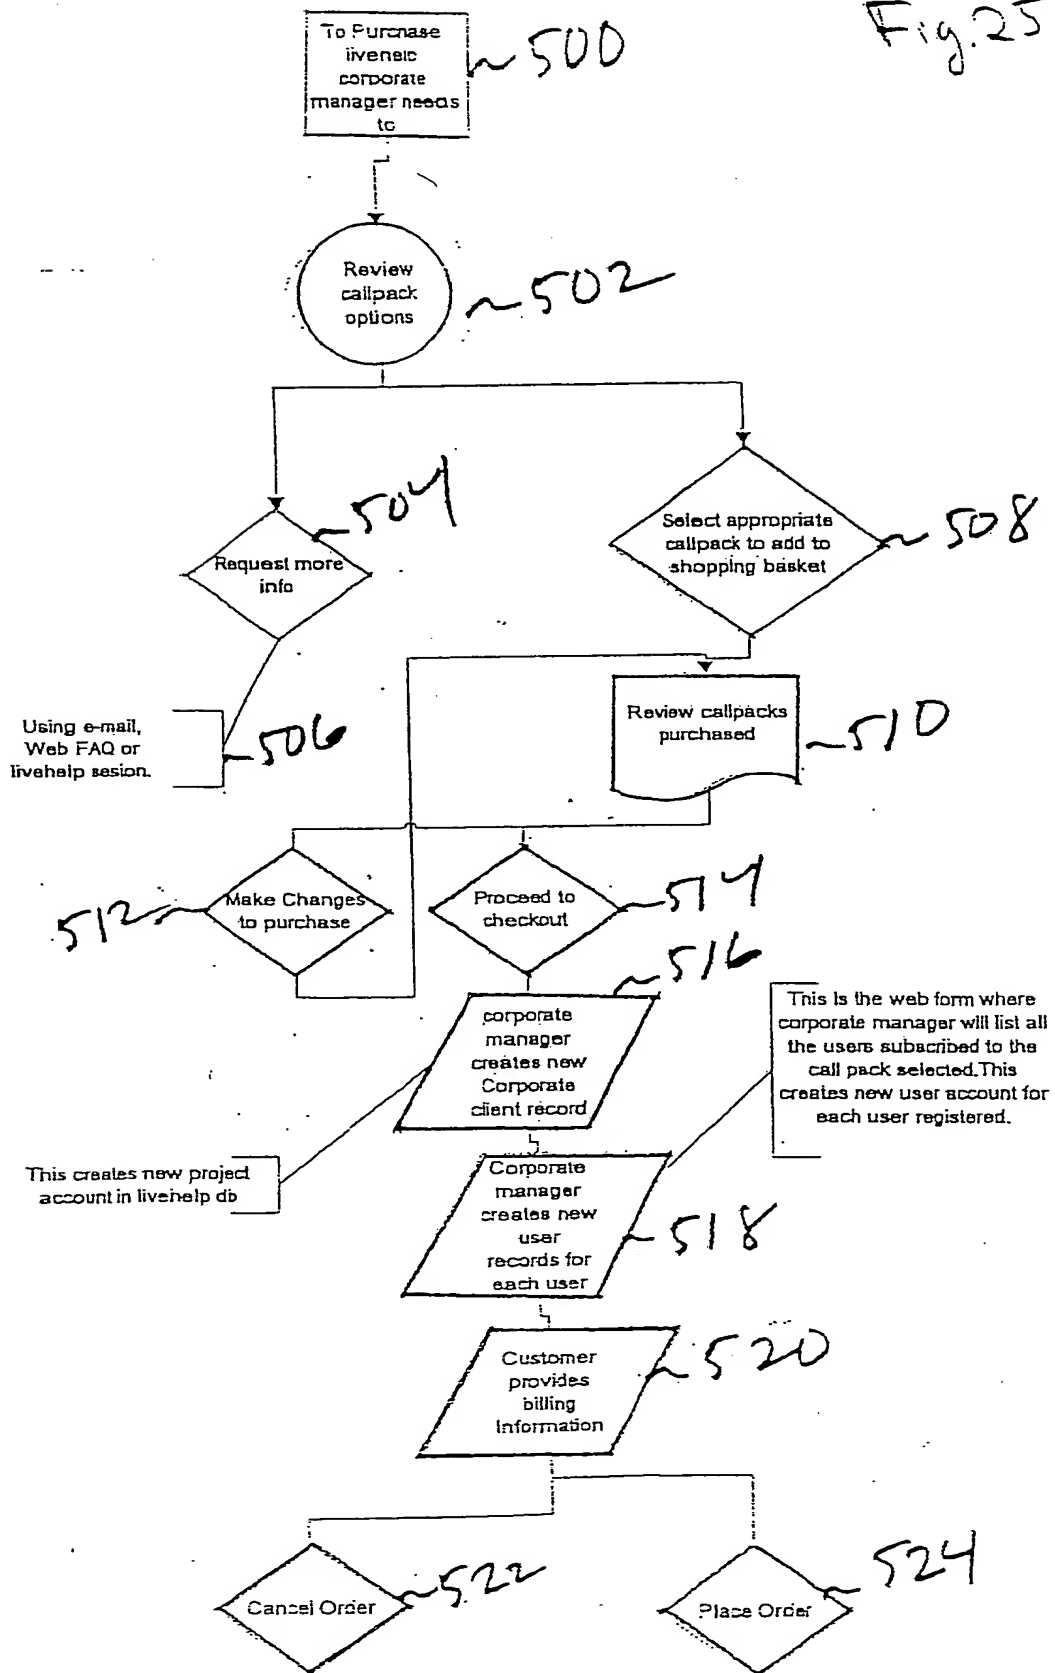 Fig.25
To Purchase
livehelp
corporate
manager needs
to
~500
Review
callpack
options
~502
Request more
info
~504
Select appropriate
callpack to add to
shopping basket
~508
Using e-mail,
Web FAQ or
livehelp sesion.
~506
Review callpacks
purchased
~510
Make Changes
to purchase
512~
Proceed to
checkout
~514
corporate
manager
creates new
Corporate
client record
~516
This is the web form where
corporate manager will list all
the users subscribed to the
call pack selected.This
creates new user account for
each user registered.
This creates new project
account in livehelp db
Corporate
manager
creates new
user
records for
each user
~518
Customer
provides
billing
Information
~520
Cancel Order
~522
Place Order
~524